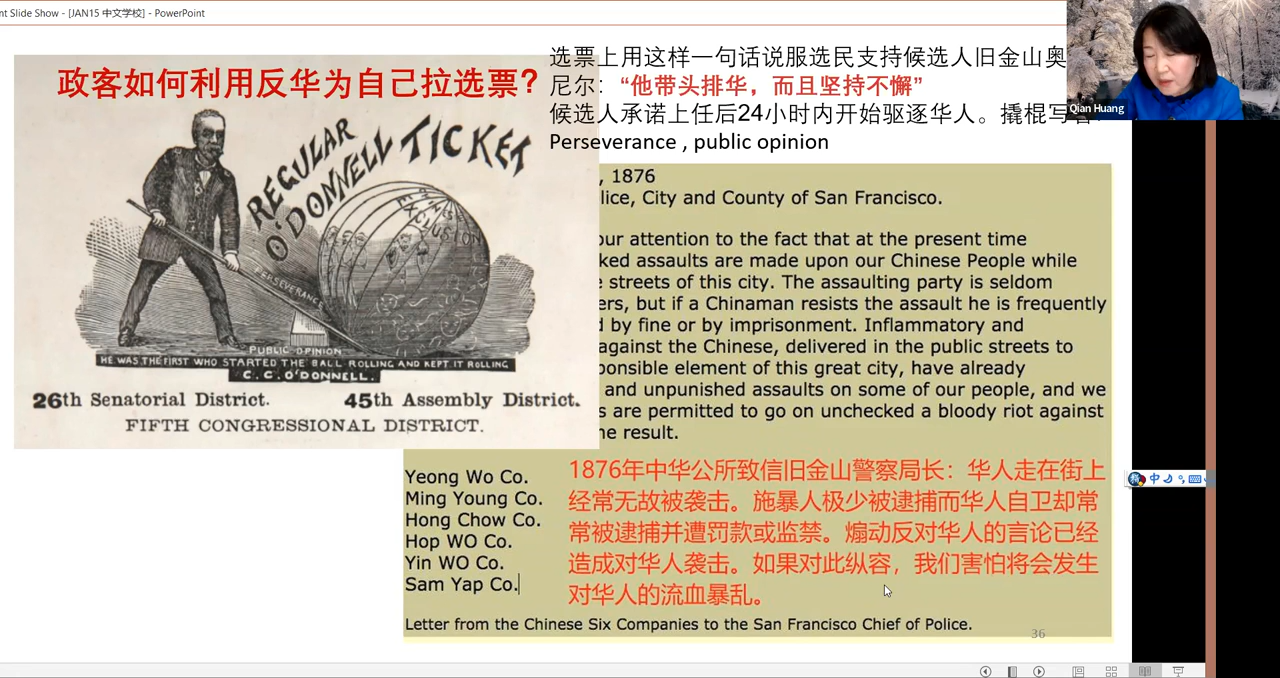 nt Slide Show - [JAN15 中文学校] - PowerPoint
政客如何利用反华为自己拉选票？
选票上用这样一句话说服选民支持候选人旧金山奥
尼尔：“他带头排华，而且坚持不懈”
候选人承诺上任后24小时内开始驱逐华人。撬棍写着：
Perseverance , public opinion
Qian Huang
REGULAR
O'DONNELL TICKET
CHINESE
EXCLUSION
PERSEVERANCE
PUBLIC OPINION
HE WAS THE FIRST WHO STARTED THE BALL ROLLING AND KEPT IT ROLLING
C. C. O'DONNELL.
26th Senatorial District. 45th Assembly District.
FIFTH CONGRESSIONAL DISTRICT.
, 1876
lice, City and County of San Francisco.
our attention to the fact that at the present time
ked assaults are made upon our Chinese People while
e streets of this city. The assaulting party is seldom
ers, but if a Chinaman resists the assault he is frequently
d by fine or by imprisonment. Inflammatory and
against the Chinese, delivered in the public streets to
ponsible element of this great city, have already
and unpunished assaults on some of our people, and we
s are permitted to go on unchecked a bloody riot against
he result.
Yeong Wo Co.
Ming Young Co.
Hong Chow Co.
Hop WO Co.
Yin WO Co.
Sam Yap Co.
1876年中华公所致信旧金山警察局长：华人走在街上
经常无故被袭击。施暴人极少被逮捕而华人自卫却常
常被逮捕并遭罚款或监禁。煽动反对华人的言论已经
造成对华人袭击。如果对此纵容，我们害怕将会发生
对华人的流血暴乱。
Letter from the Chinese Six Companies to the San Francisco Chief of Police.
36
中